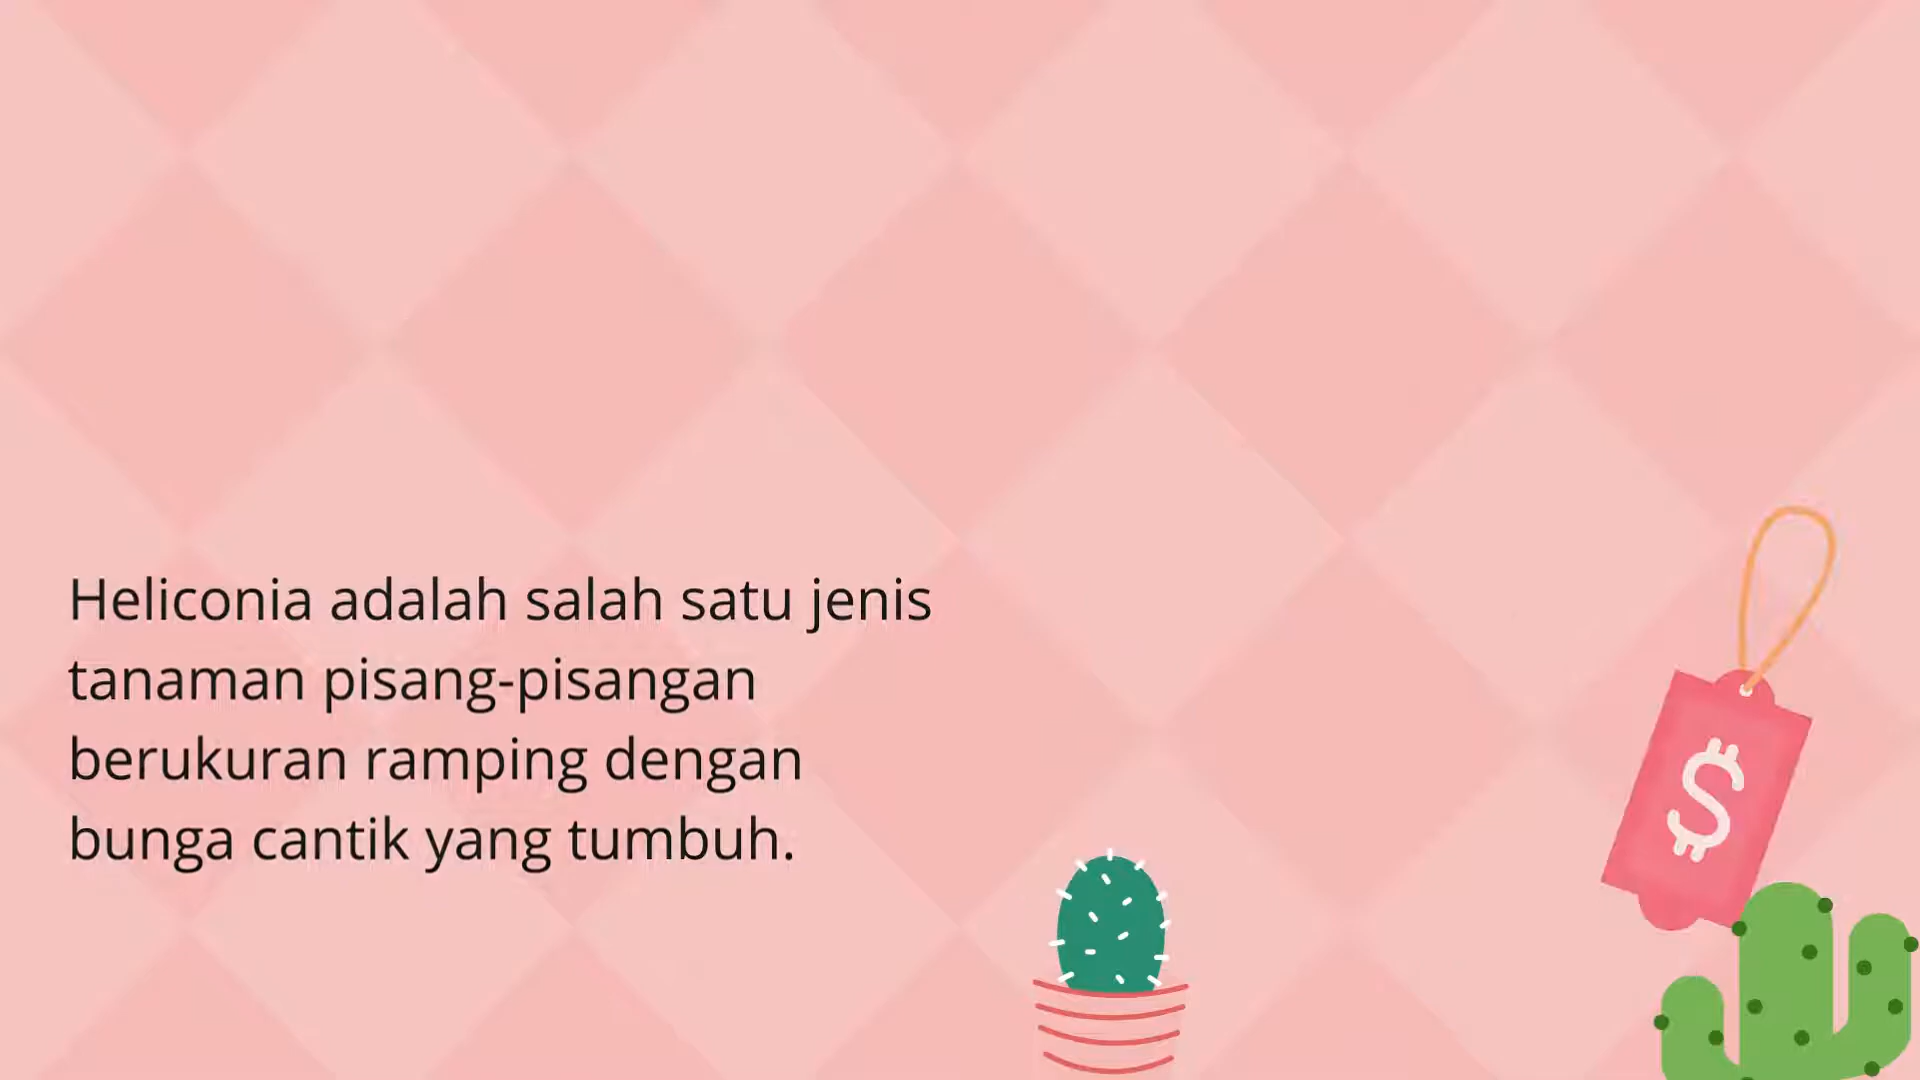 Heliconia adalah salah satu jenis
tanaman pisang-pisangan
berukuran ramping dengan
bunga cantik yang tumbuh.
$